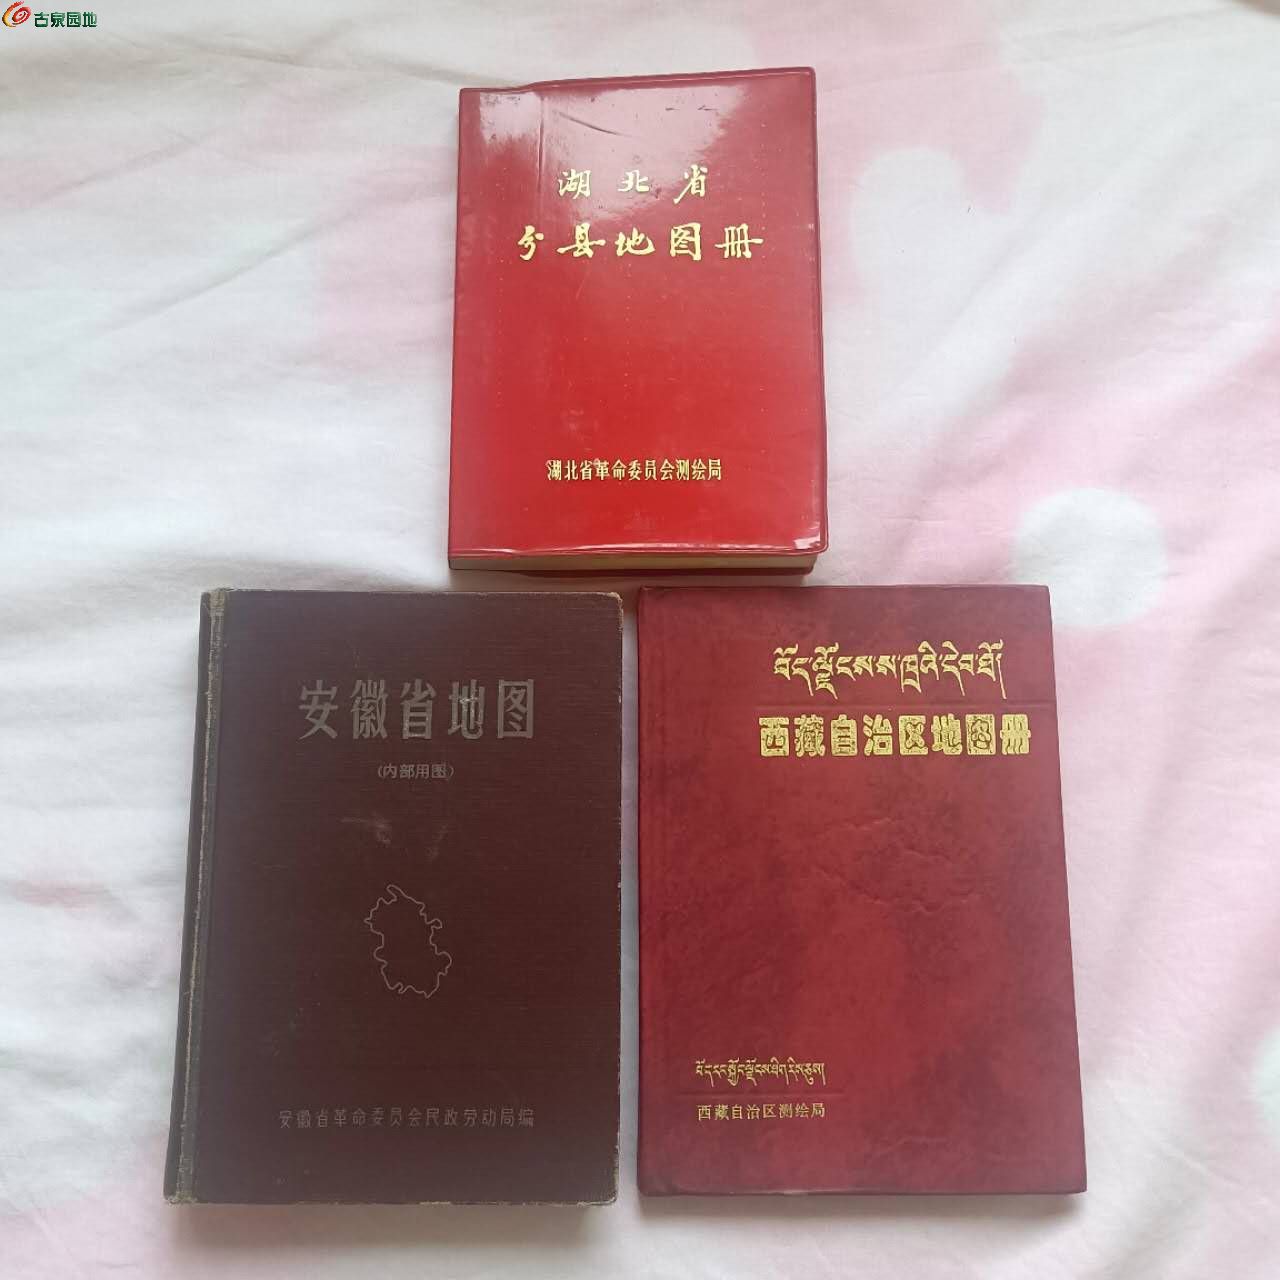 古泉园地
湖北省
分县地图册
湖北省革命委员会测绘局
安徽省地图
(内部用图)
安徽省革命委员会民政劳动局编
བོད་ལྗོངས་ས་ཁྲའི་དེབ་ཐོ།
西藏自治区地图册
བོད་རང་སྐྱོང་ལྗོངས་ཐིག་རིས་ཅུས།
西藏自治区测绘局